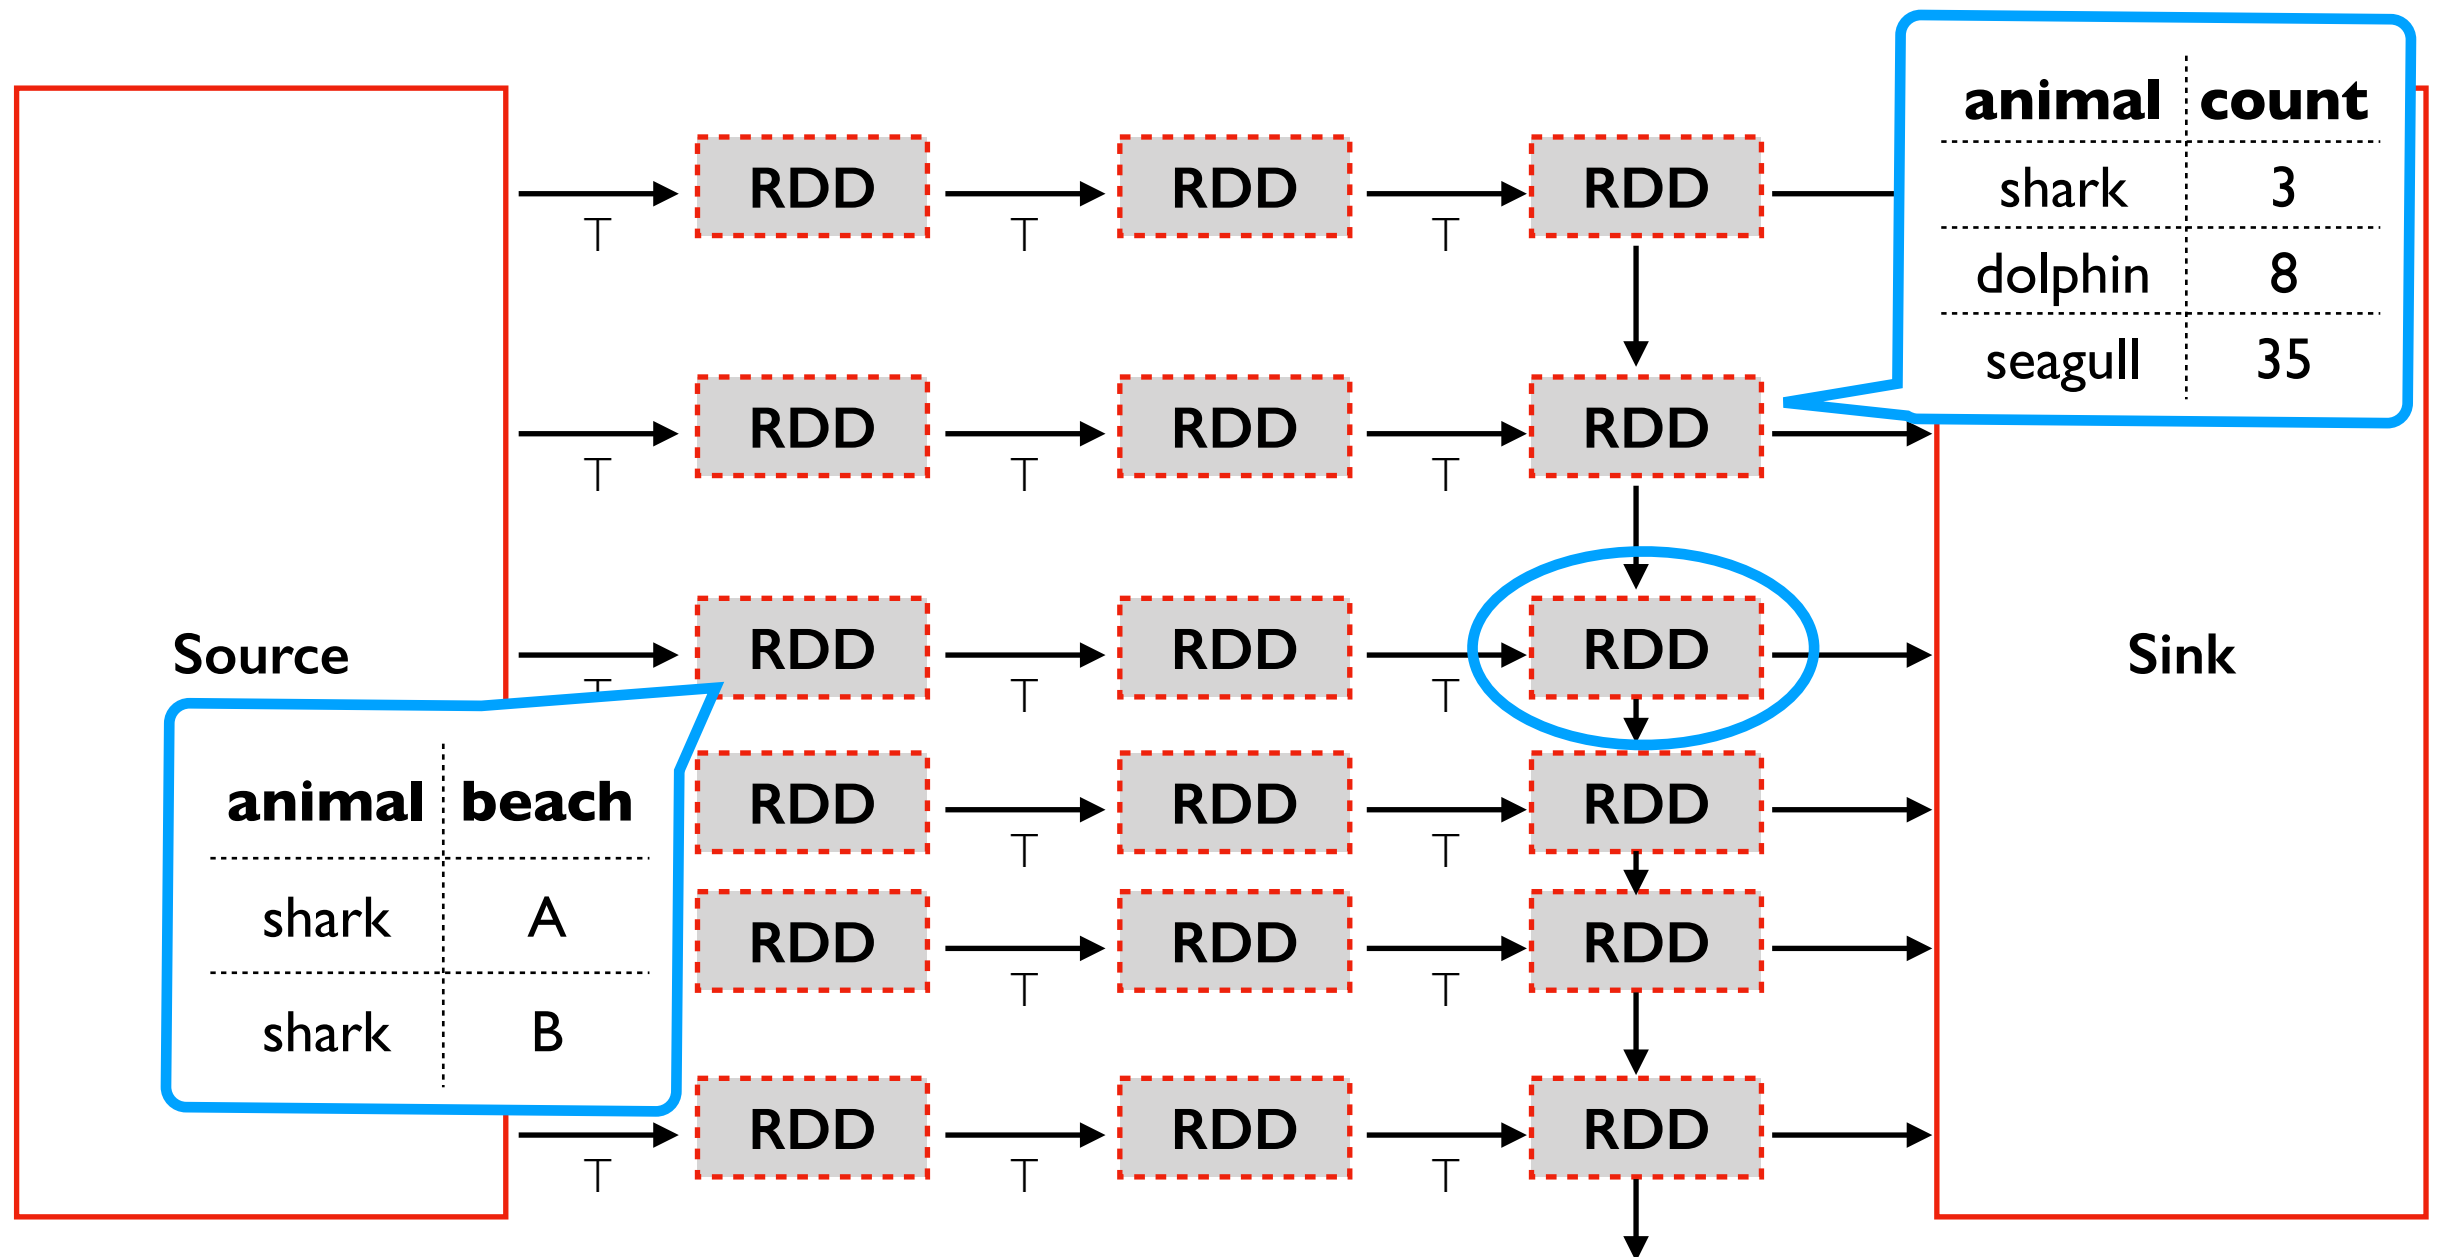 animal count
RDD RDD RDD
shark 3
T T T
dolphin 8
seagull 35
RDD RDD RDD
T T T
Source RDD RDD RDD Sink
T T T
animal beach RDD RDD RDD
T T
shark A RDD RDD RDD
T T
shark B
RDD RDD RDD
T T T